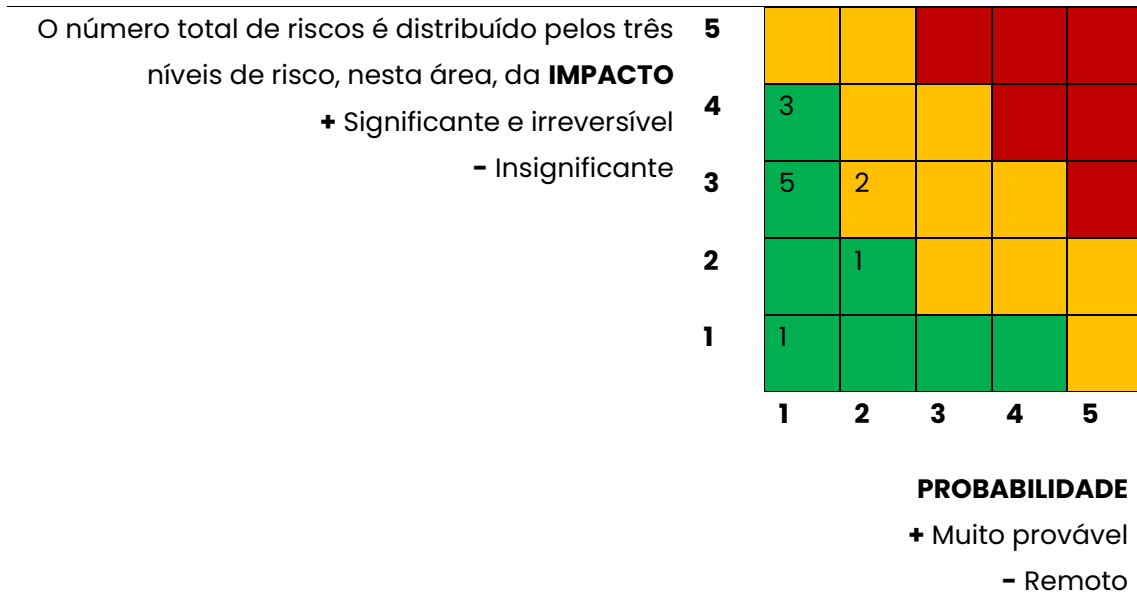 O número total de riscos é distribuído pelos três
níveis de risco, nesta área, da IMPACTO
+ Significante e irreversível
- Insignificante
5
4 3
3 5 2
2 1
1 1
1 2 3 4 5
PROBABILIDADE
+ Muito provável
- Remoto